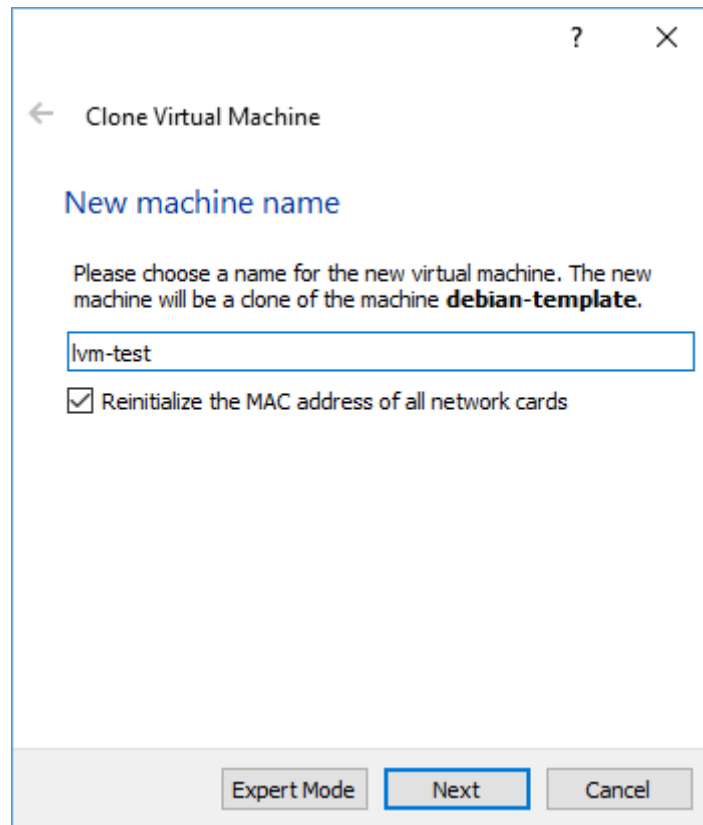 ?
Clone Virtual Machine
New machine name
Please choose a name for the new virtual machine. The new
machine will be a clone of the machine debian-template.
lvm-test
Reinitialize the MAC address of all network cards
Expert Mode Next Cancel